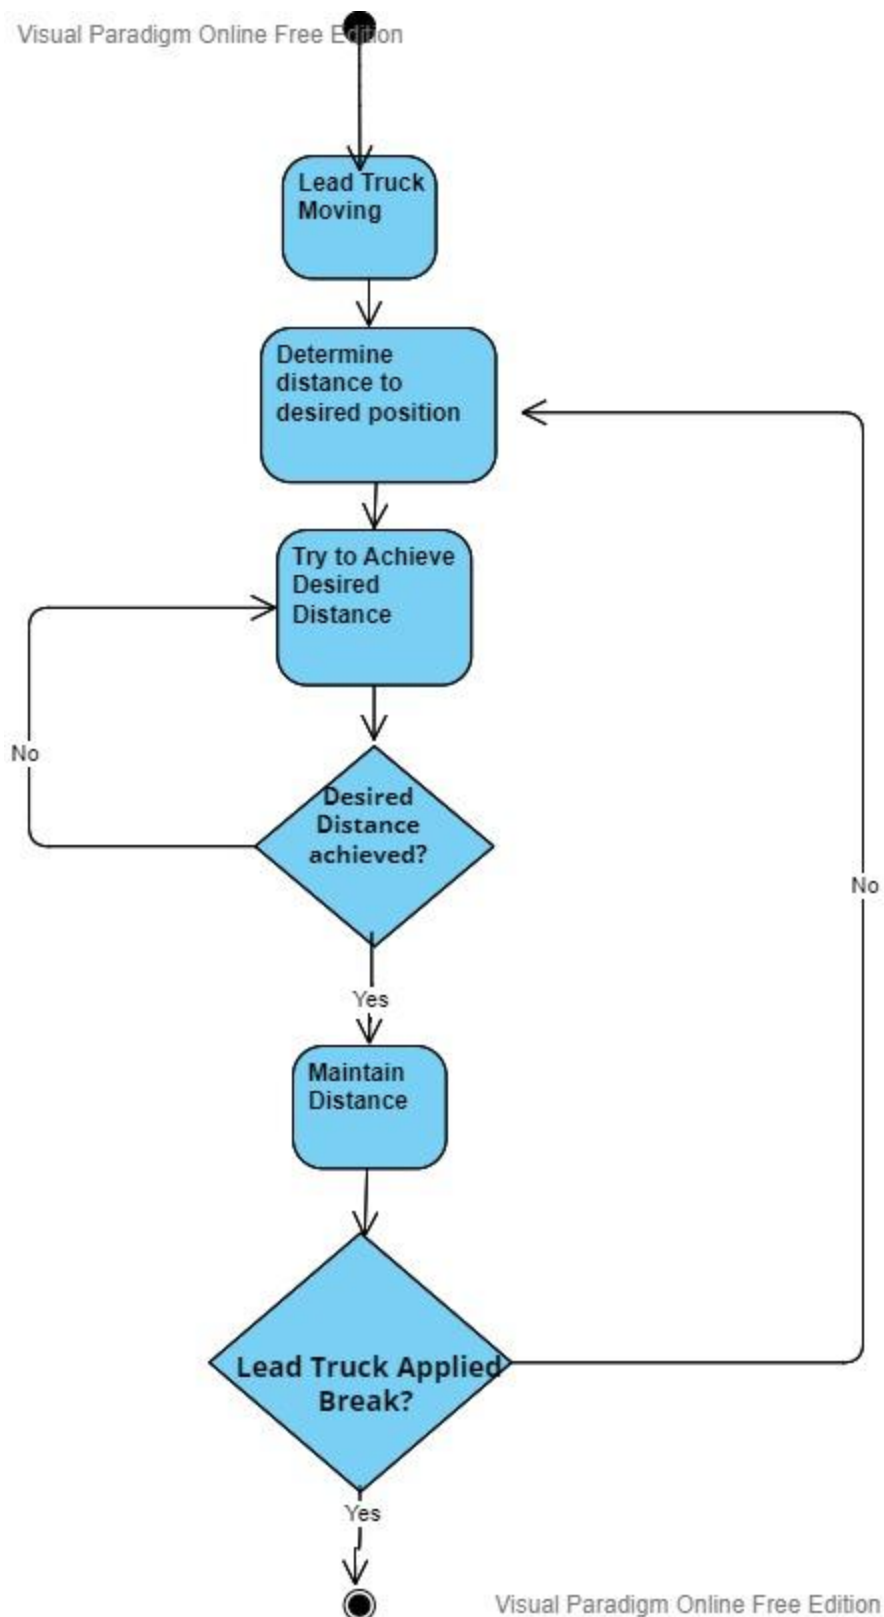 Visual Paradigm Online Free Edition
Lead Truck
Moving
Determine
distance to
desired position
Try to Achieve
Desired
Distance
No
Desired
Distance
achieved?
No
Yes
Maintain
Distance
Lead Truck Applied
Break?
Yes
Visual Paradigm Online Free Edition